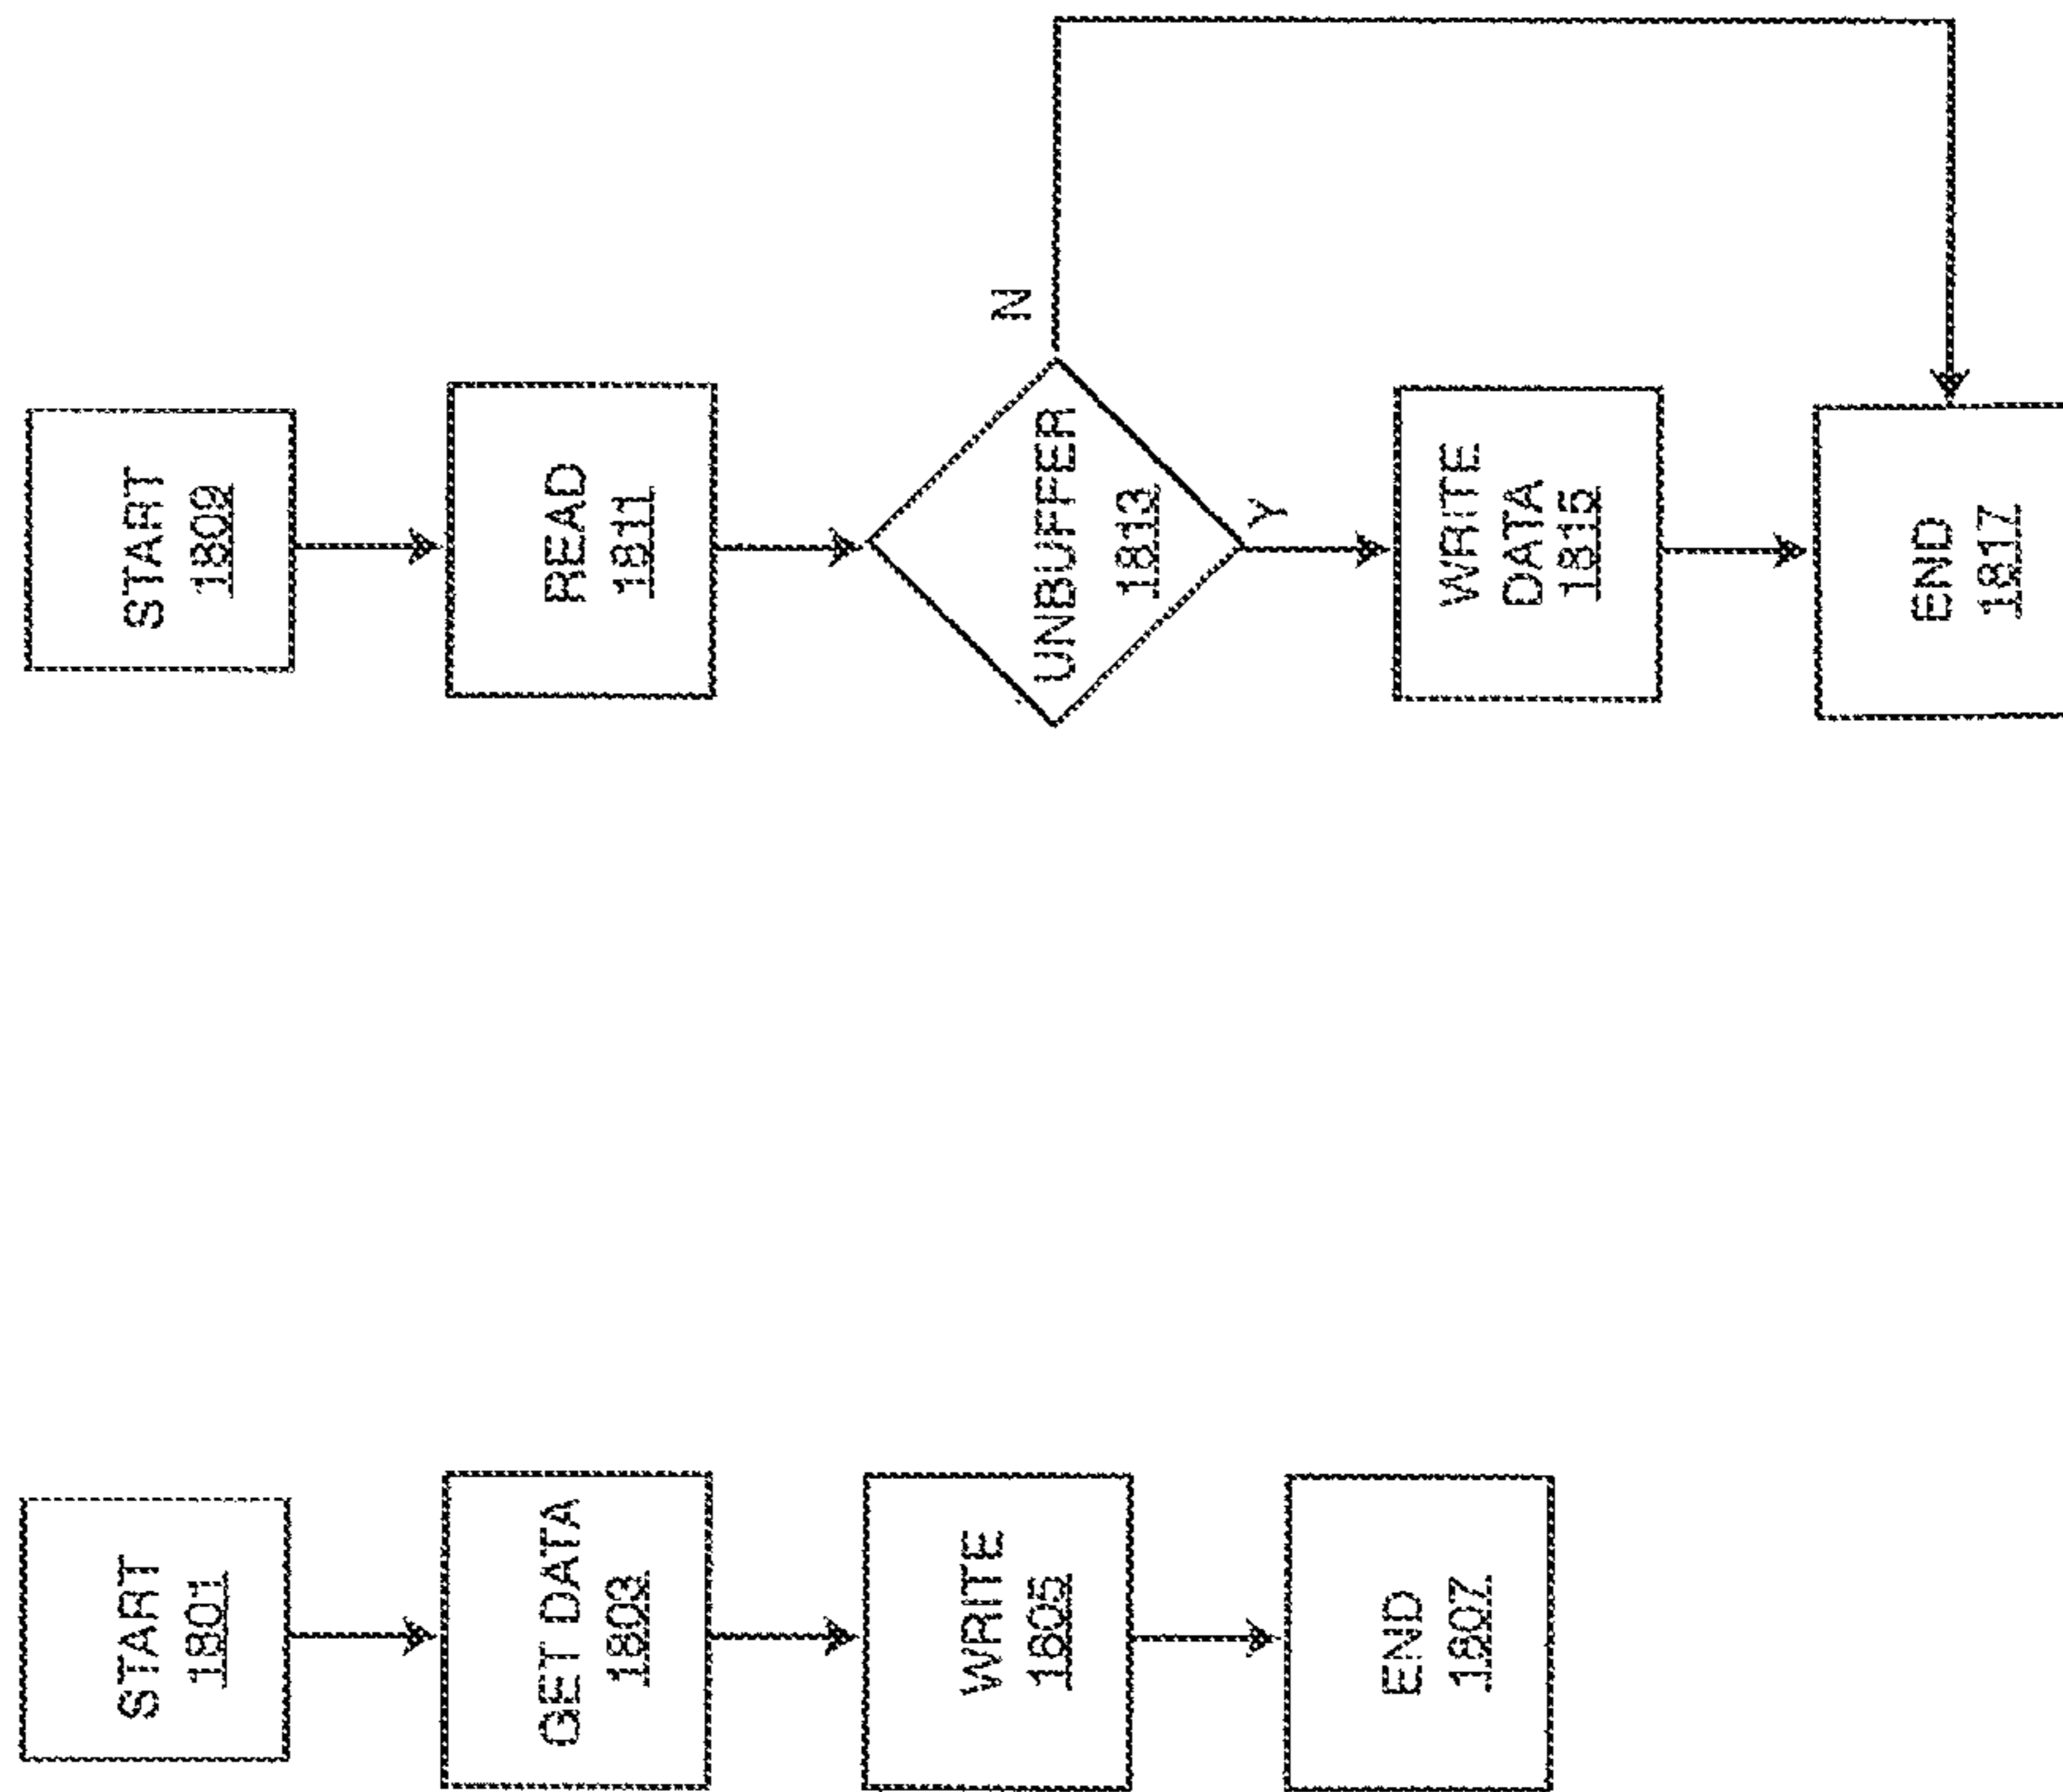 START
1801
GET DATA
1803
WRITE
1805
END
1807
START
1809
READ
1811
UNBUFFER
1813
N
Y
WRITE
DATA
1815
END
1817